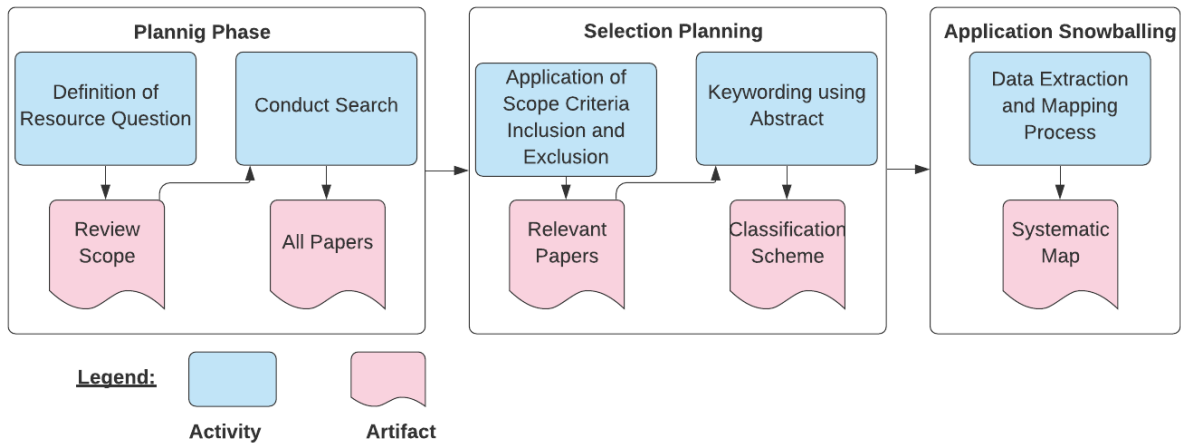 Plannig Phase
Definition of
Resource Question
Conduct Search
Review
Scope
All Papers
Selection Planning
Application of
Scope Criteria
Inclusion and
Exclusion
Keywording using
Abstract
Relevant
Papers
Classification
Scheme
Application Snowballing
Data Extraction
and Mapping
Process
Systematic
Map
Legend:
Activity
Artifact